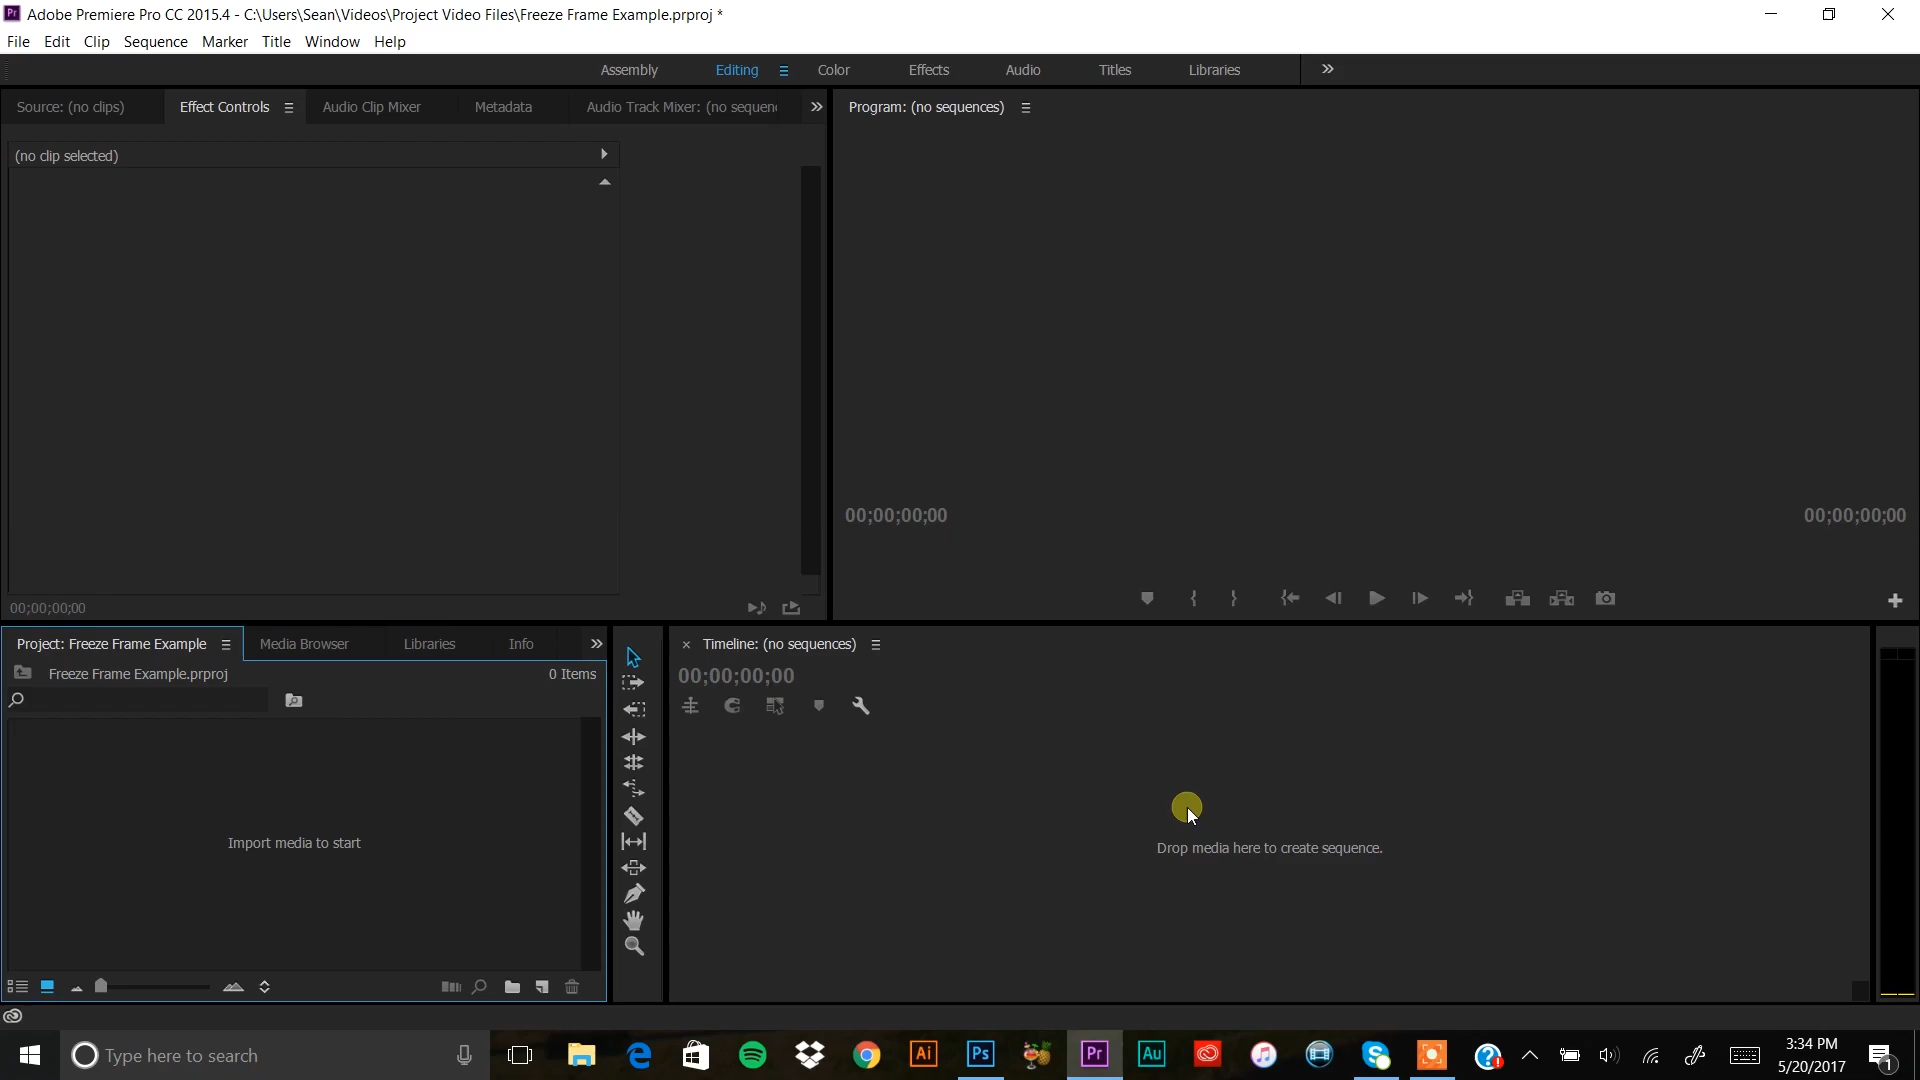 Pr Adobe Premiere Pro CC 2015.4 - C:\Users\Sean\Videos\Project Video Files\Freeze Frame Example.prproj *
File Edit Clip Sequence Marker Title Window Help
Assembly Editing Color Effects Audio Titles Libraries
Source: (no clips) Effect Controls Audio Clip Mixer Metadata Audio Track Mixer: (no sequen
Program: (no sequences)
(no clip selected)
00;00;00;00 00;00;00;00
00;00;00;00
Project: Freeze Frame Example Media Browser Libraries Info
Freeze Frame Example.prproj 0 Items
Import media to start
Timeline: (no sequences)
00;00;00;00
Drop media here to create sequence.
Type here to search
Ai Ps Pr Au
3:34 PM
5/20/2017
1